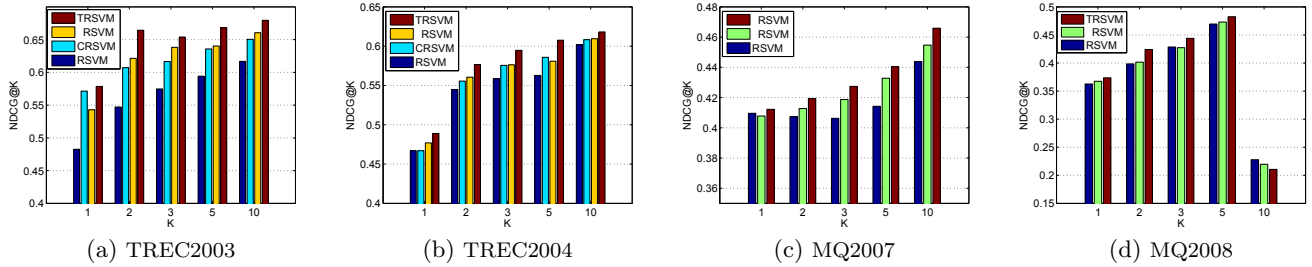 TRSVM
RSVM
CRSVM
RSVM
0.65
0.6
0.55
0.5
0.45
0.4
NDCG@K
1 2 3 5 10
K
(a) TREC2003
TRSVM
RSVM
CRSVM
RSVM
0.65
0.6
0.55
0.5
0.45
0.4
NDCG@K
1 2 3 5 10
K
(b) TREC2004
RSVM
RSVM
RSVM
0.48
0.46
0.44
0.42
0.4
0.38
0.36
NDCG@K
1 2 3 5 10
K
(c) MQ2007
TRSVM
RSVM
RSVM
0.5
0.45
0.4
0.35
0.3
0.25
0.2
0.15
NDCG@K
1 2 3 5 10
K
(d) MQ2008